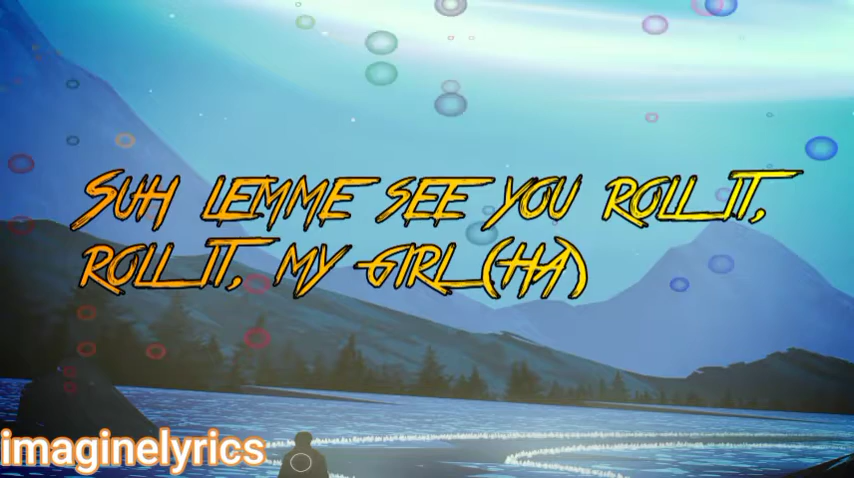 SUH LEMME SEE YOU ROLL IT,
ROLL IT, MY GIRL (HA)
imaginelyrics